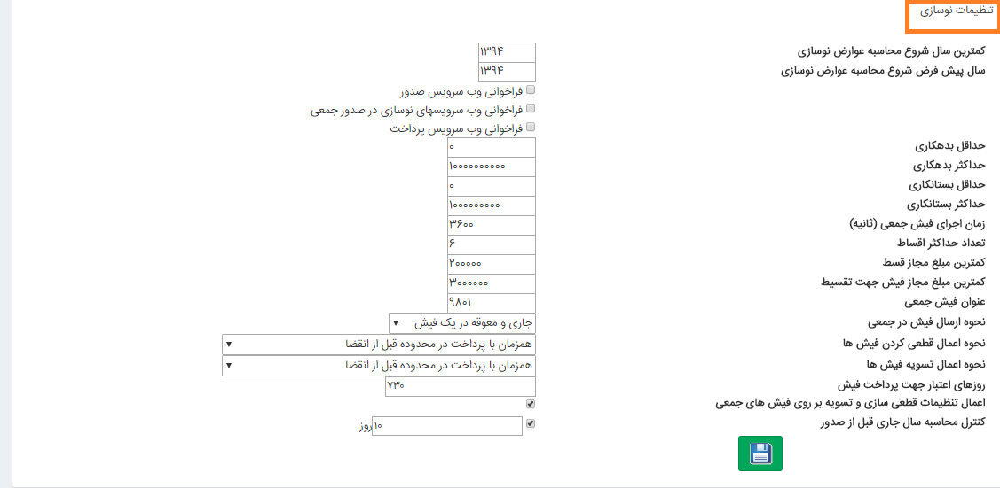 تنظیمات نوسازی
کمترین سال شروع محاسبه عوارض نوسازی ۱۳۹۴
سال پیش فرض شروع محاسبه عوارض نوسازی ۱۳۹۴
فراخوانی وب سرویس صدور
فراخوانی وب سرویسهای نوسازی در صدور جمعی
فراخوانی وب سرویس پرداخت
حداقل بدهکاری ۰
حداکثر بدهکاری ۱۰۰۰۰۰۰۰۰۰۰
حداقل بستانکاری ۰
حداکثر بستانکاری ۱۰۰۰۰۰۰۰۰۰
زمان اجرای فیش جمعی (ثانیه) ۳۶۰۰
تعداد حداکثر اقساط ۶
کمترین مبلغ مجاز قسط ۲۰۰۰۰۰
کمترین مبلغ مجاز فیش جهت تقسیط ۳۰۰۰۰۰۰
عنوان فیش جمعی ۹۸۰۱
نحوه ارسال فیش در جمعی جاری و معوقه در یک فیش
نحوه اعمال قطعی کردن فیش ها همزمان با پرداخت در محدوده قبل از انقضا
نحوه اعمال تسویه فیش ها همزمان با پرداخت در محدوده قبل از انقضا
روزهای اعتبار جهت پرداخت فیش ۷۳۰
اعمال تنظیمات قطعی سازی و تسویه بر روی فیش های جمعی
کنترل محاسبه سال جاری قبل از صدور ۱۰ روز